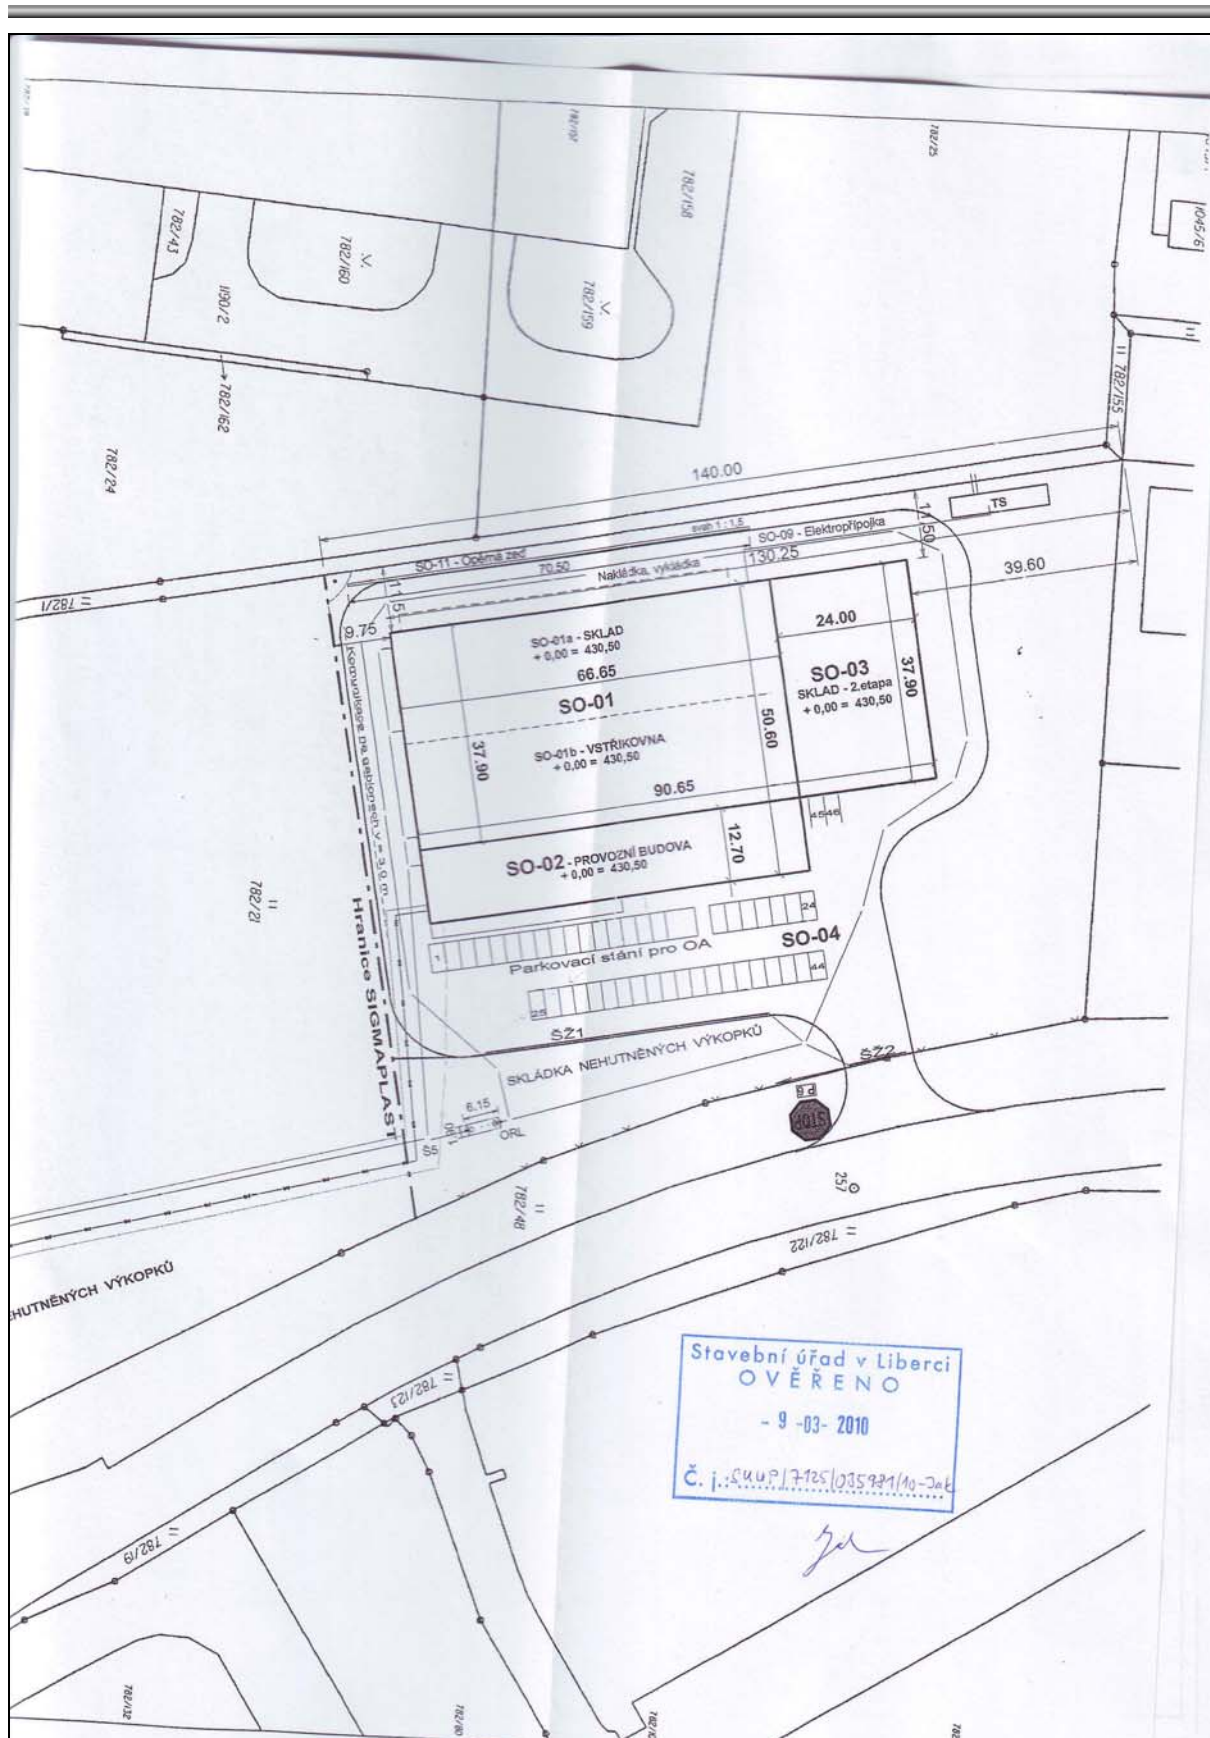 782/158
782/25
1045/6
782/43
V.
782/160
V.
782/159
1190/2
782/162
782/155
782/24
140.00
TS
svah 1 : 1,5
SO-09 - Elektropřípojka
SO-11 - Opěrná zeď
70.50
Nakládka, vykládka
130.25
11.50
39.60
782/1
9.75
SO-01a - SKLAD
+ 0,00 = 430,50
66.65
24.00
SO-03
SKLAD - 2.etapa
+ 0,00 = 430,50
37.90
SO-01
50.60
SO-01b - VSTŘIKOVNA
+ 0,00 = 430,50
37.90
90.65
12.70
45 46
SO-02 - PROVOZNÍ BUDOVA
+ 0,00 = 430,50
782/21
Hranice SIGMAPLAST
1
24
Parkovací stání pro OA
SO-04
25
44
ŠŽ1
SKLÁDKA NEHUTNĚNÝCH VÝKOPKŮ
ŠŽ2
P6
STOP
6.15
ORL
Š5
257
782/48
782/122
HUTNĚNÝCH VÝKOPKŮ
782/123
Stavební úřad v Liberci
OVĚŘENO
- 9 -03- 2010
Č. j.:
782/19
782/132
782/80